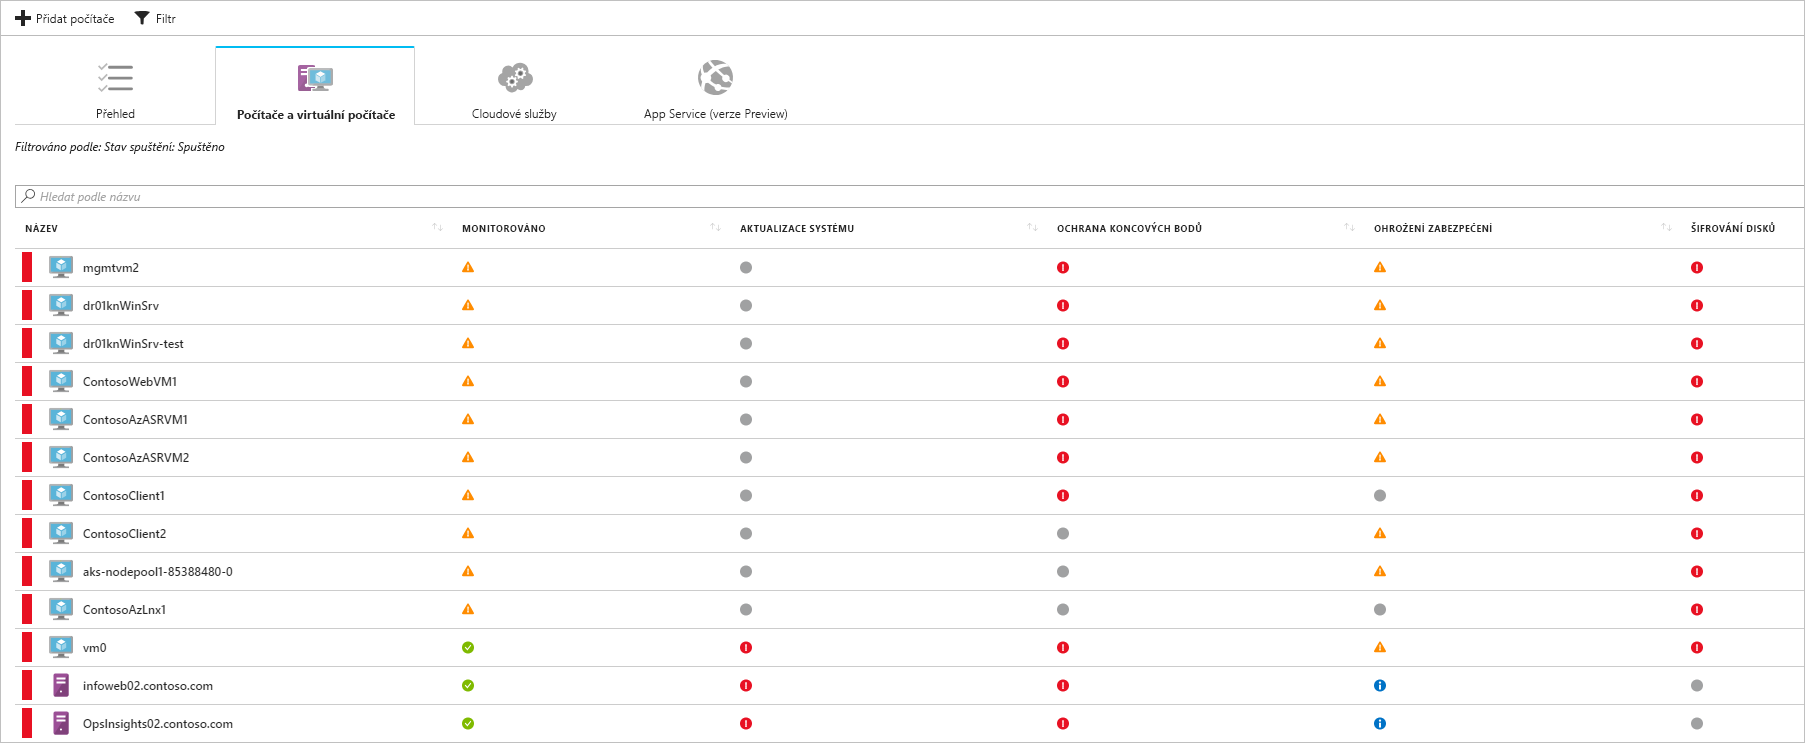 Přidat počítače Filtr
Přehled Počítače a virtuální počítače Cloudové služby App Service (verze Preview)
Filtrováno podle: Stav spuštění: Spuštěno
Hledat podle názvu
NÁZEV MONITOROVÁNO AKTUALIZACE SYSTÉMU OCHRANA KONCOVÝCH BODŮ OHROŽENÍ ZABEZPEČENÍ ŠIFROVÁNÍ DISKŮ
mgmtvm2
dr01knWinSrv
dr01knWinSrv-test
ContosoWebVM1
ContosoAzASRVM1
ContosoAzASRVM2
ContosoClient1
ContosoClient2
aks-nodepool1-85388480-0
ContosoAzLnx1
vm0
infoweb02.contoso.com
OpsInsights02.contoso.com